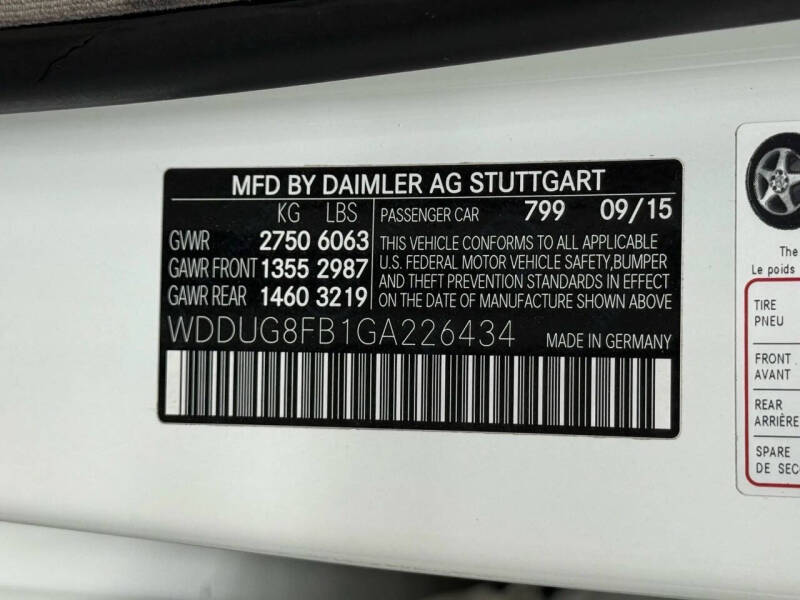 MFD BY DAIMLER AG STUTTGART
KG LBS
GVWR 2750 6063
GAWR FRONT 1355 2987
GAWR REAR 1460 3219
PASSENGER CAR 799 09/15
THIS VEHICLE CONFORMS TO ALL APPLICABLE
U.S. FEDERAL MOTOR VEHICLE SAFETY,BUMPER
AND THEFT PREVENTION STANDARDS IN EFFECT
ON THE DATE OF MANUFACTURE SHOWN ABOVE
WDDUG8FB1GA226434 MADE IN GERMANY
The
Le poids
TIRE
PNEU
FRONT
AVANT
REAR
ARRIÈRE
SPARE
DE SEC